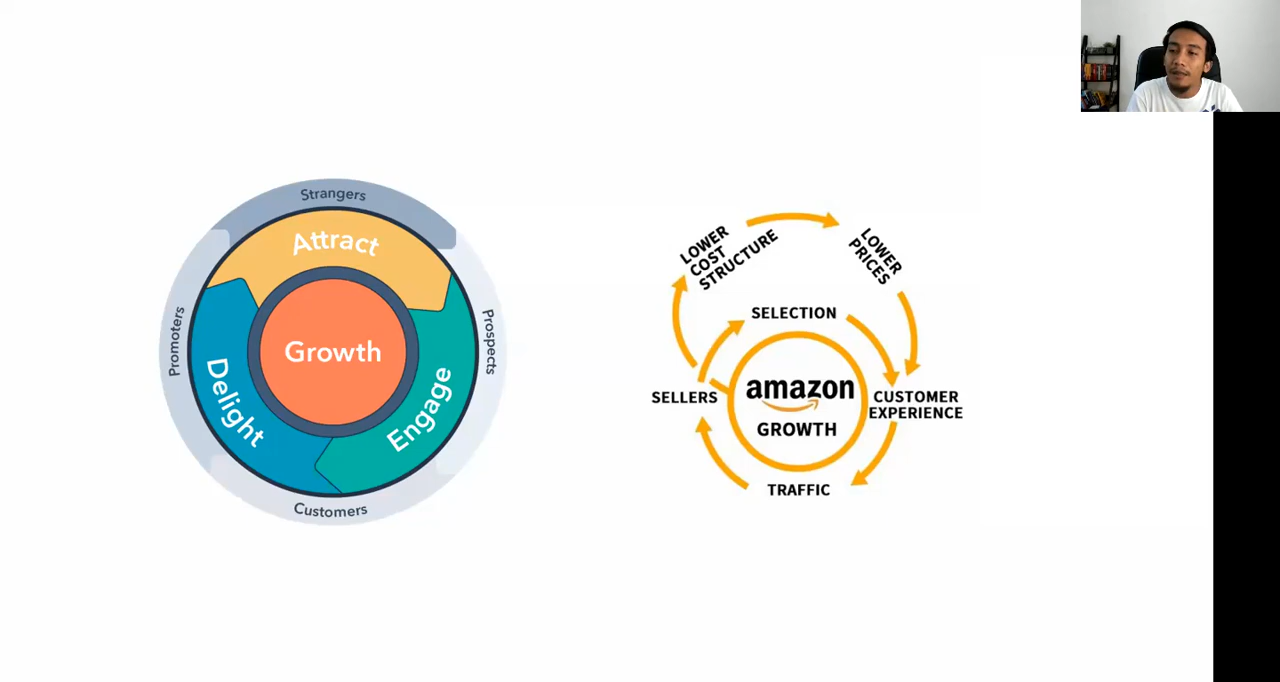 Strangers
Attract
Growth
Promoters
Prospects
Delight
Engage
Customers
LOWER
COST
STRUCTURE
LOWER
PRICES
SELECTION
SELLERS
amazon
GROWTH
CUSTOMER
EXPERIENCE
TRAFFIC